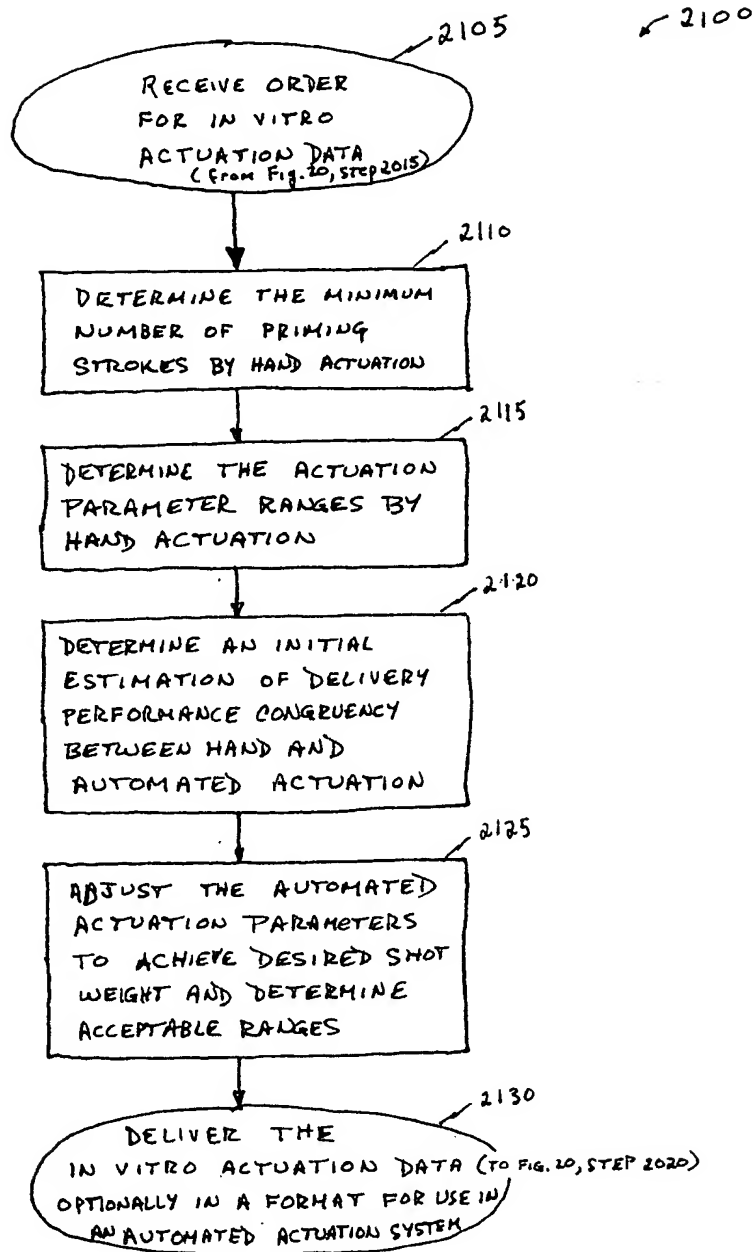 2105
2100
RECEIVE ORDER
FOR IN VITRO
ACTUATION DATA
(from Fig. 20, STEP 2015)
2110
DETERMINE THE MINIMUM
NUMBER OF PRIMING
STROKES BY HAND ACTUATION
2115
DETERMINE THE ACTUATION
PARAMETER RANGES BY
HAND ACTUATION
2120
DETERMINE AN INITIAL
ESTIMATION OF DELIVERY
PERFORMANCE CONGRUENCY
BETWEEN HAND AND
AUTOMATED ACTUATION
2125
ADJUST THE AUTOMATED
ACTUATION PARAMETERS
TO ACHIEVE DESIRED SHOT
WEIGHT AND DETERMINE
ACCEPTABLE RANGES
2130
DELIVER THE
IN VITRO ACTUATION DATA (TO FIG. 20, STEP 2020)
OPTIONALLY IN A FORMAT FOR USE IN
AN AUTOMATED ACTUATION SYSTEM